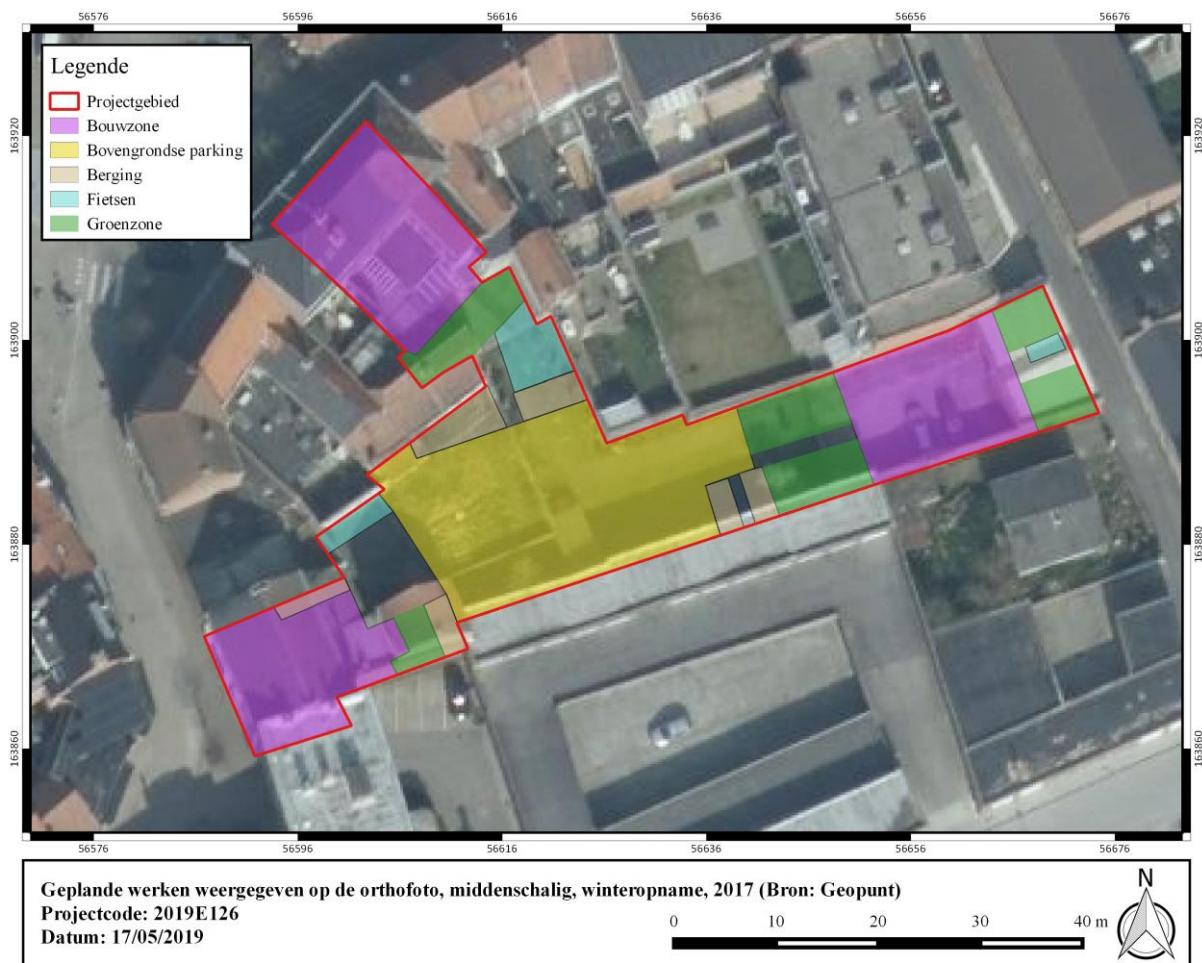 56576 56596 56616 56636 56656 56676
Legende
Projectgebied
Bouwzone
Bovengrondse parking
Berging
Fietsen
Groenzone
163920 163920
163900 163900
163880 163880
163860 163860
56576 56596 56616 56636 56656 56676
Geplande werken weergegeven op de orthofoto, middenschalig, winteropname, 2017 (Bron: Geopunt)
Projectcode: 2019E126
Datum: 17/05/2019
0 10 20 30 40 m
N